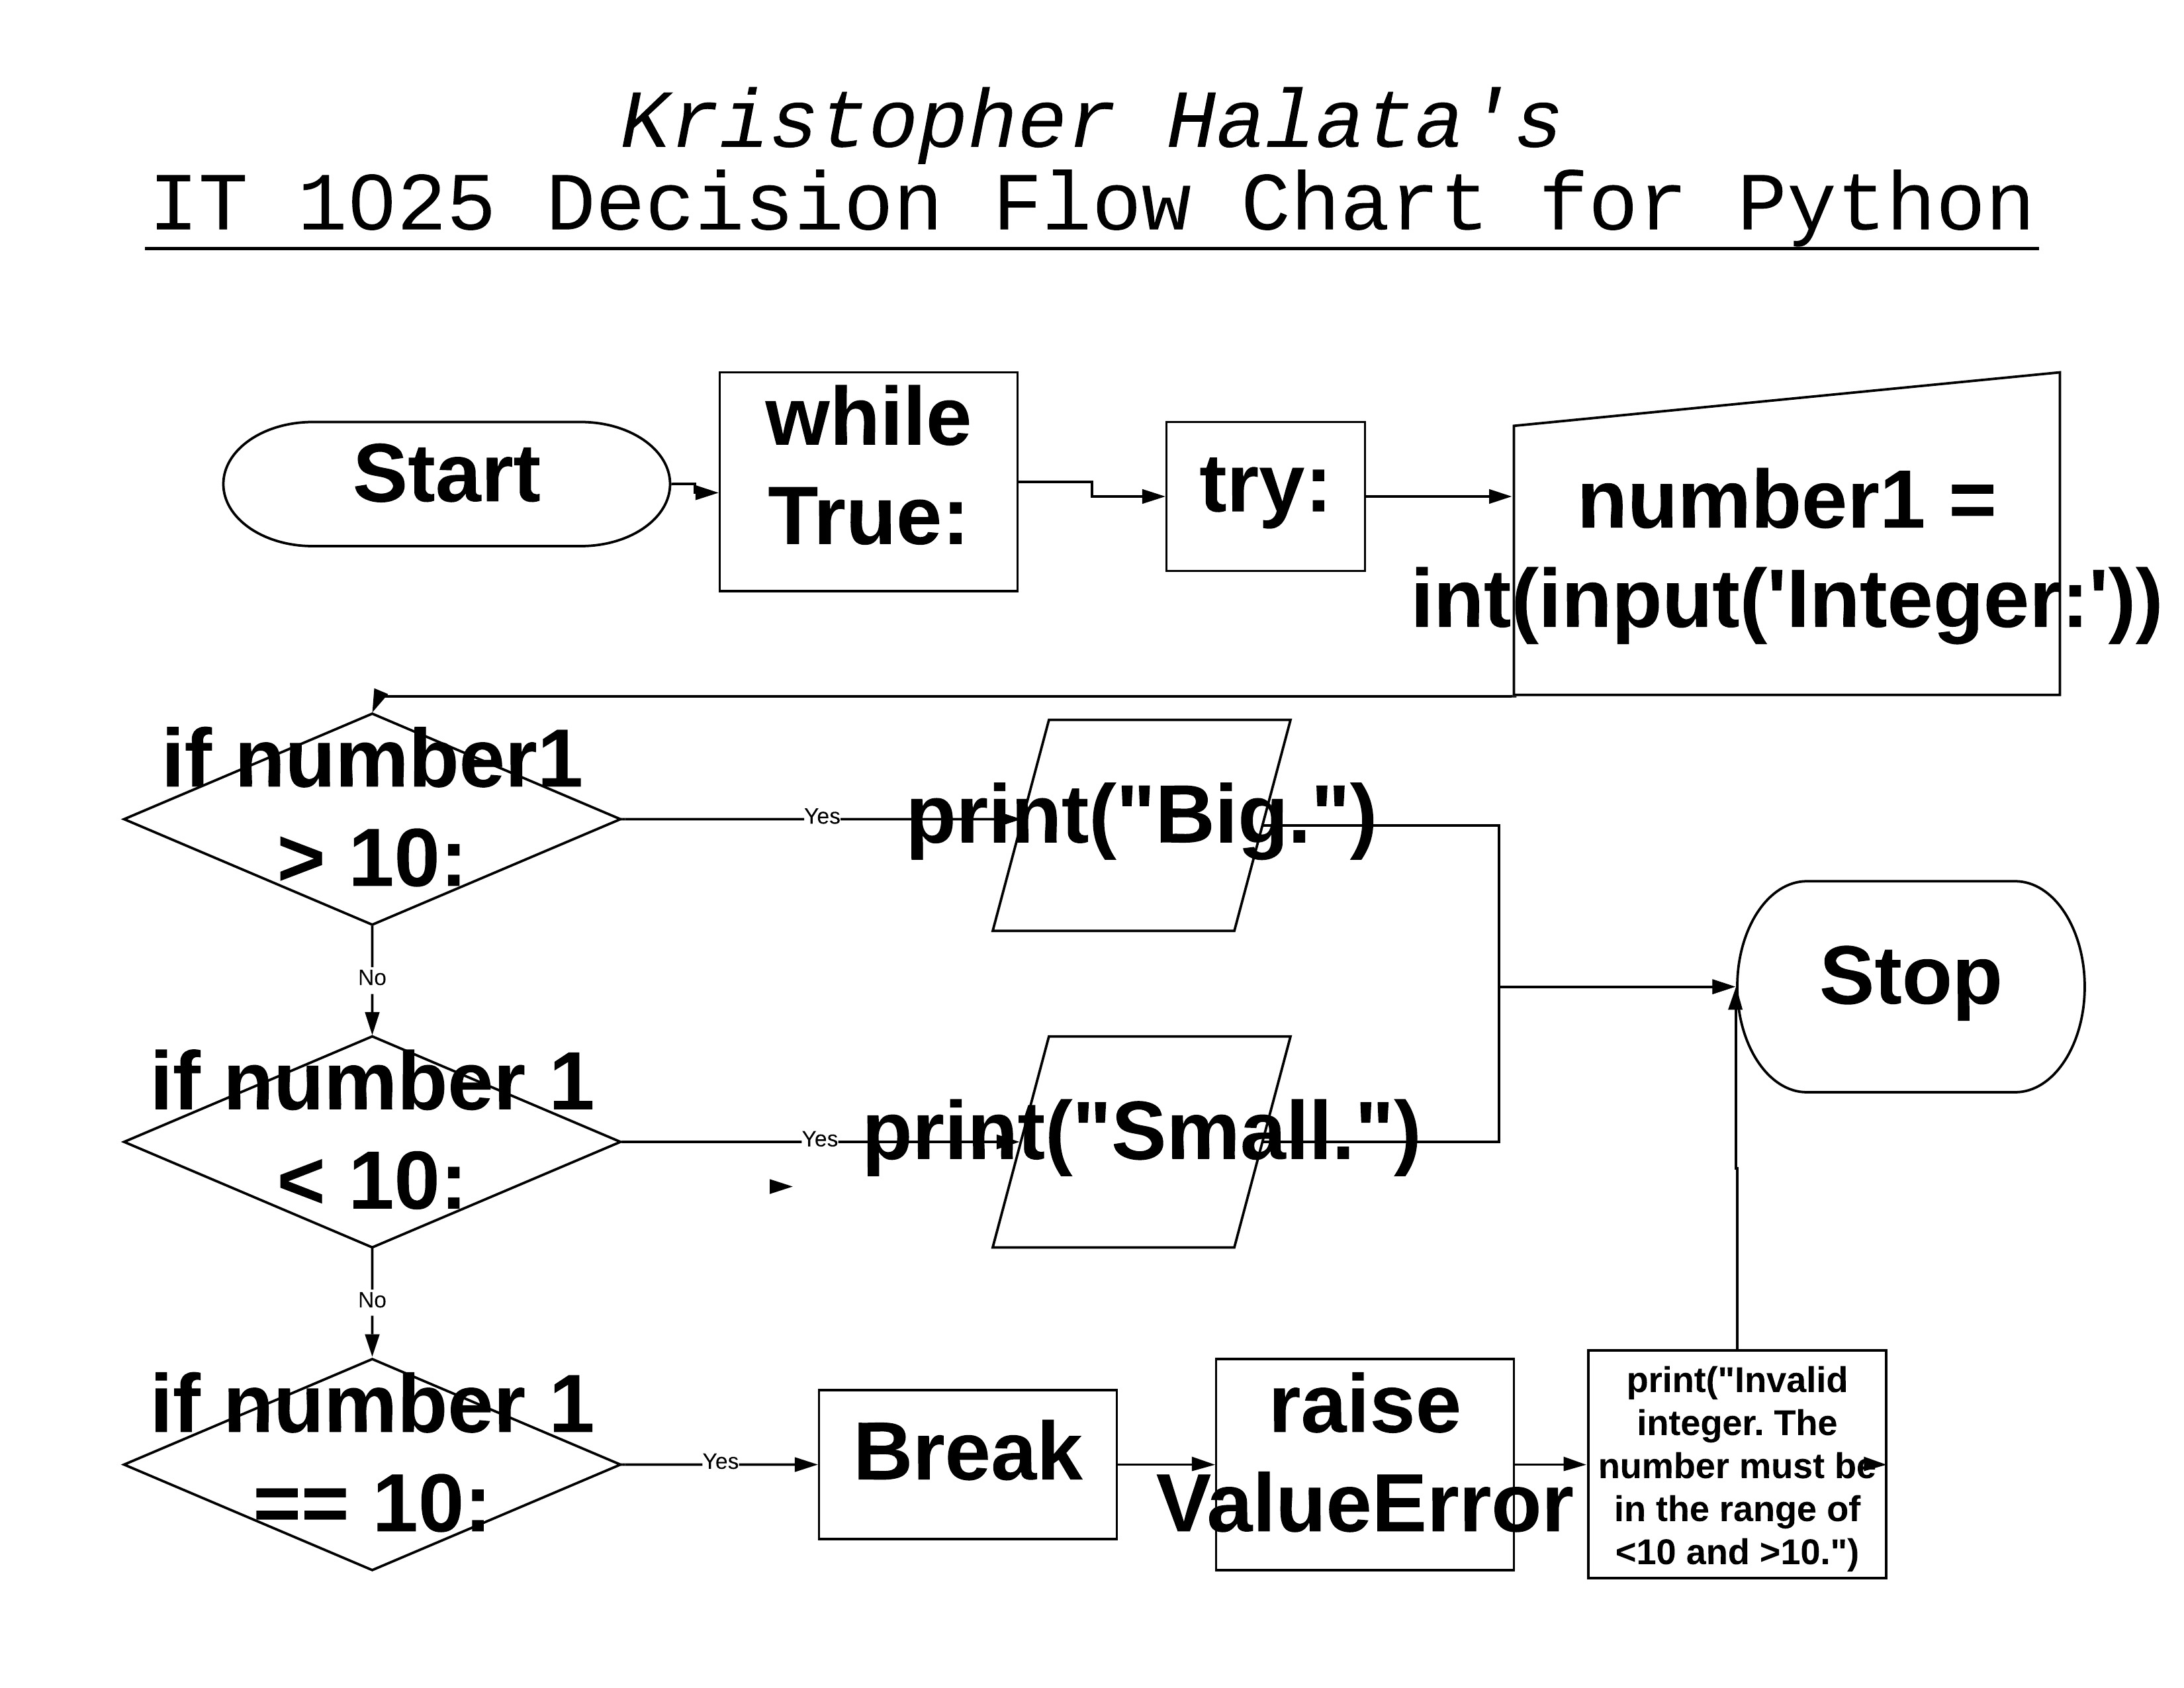 Kristopher Halata's
IT 1025 Decision Flow Chart for Python
Start
while
True:
try:
number1 =
int(input('Integer:'))
if number1
> 10:
Yes
print("Big.")
No
Stop
if number 1
< 10:
Yes
print("Small.")
No
if number 1
== 10:
Yes
Break
raise
ValueError
print("Invalid
integer. The
number must be
in the range of
<10 and >10.")